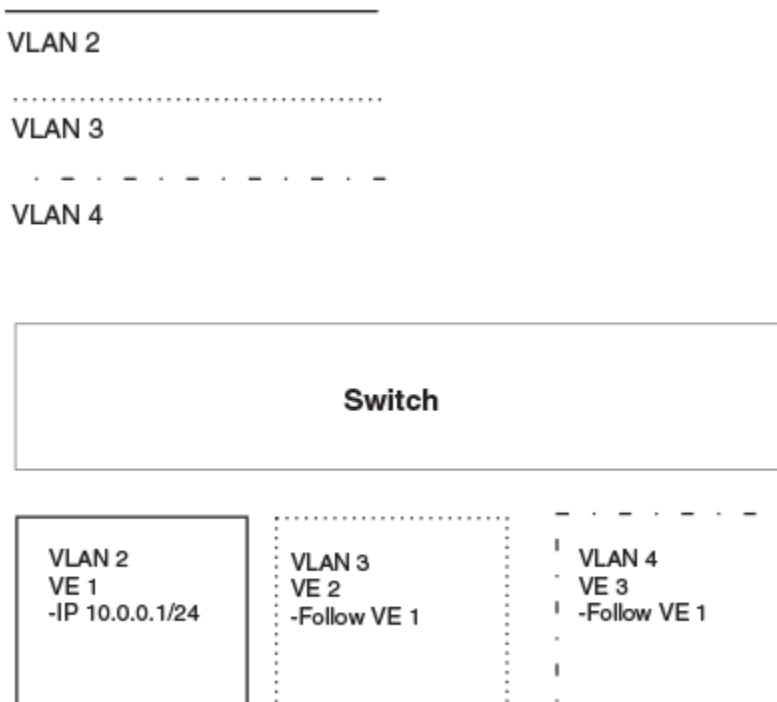 VLAN 2
VLAN 3
VLAN 4
Switch
VLAN 2
VE 1
-IP 10.0.0.1/24
VLAN 3
VE 2
-Follow VE 1
VLAN 4
VE 3
-Follow VE 1